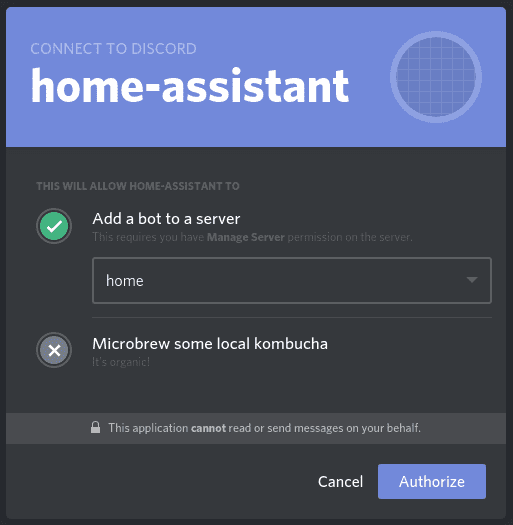 CONNECT TO DISCORD
home-assistant
THIS WILL ALLOW HOME-ASSISTANT TO
Add a bot to a server
This requires you have Manage Server permission on the server.
home
Microbrew some local kombucha
It's organic!
This application cannot read or send messages on your behalf.
Cancel Authorize